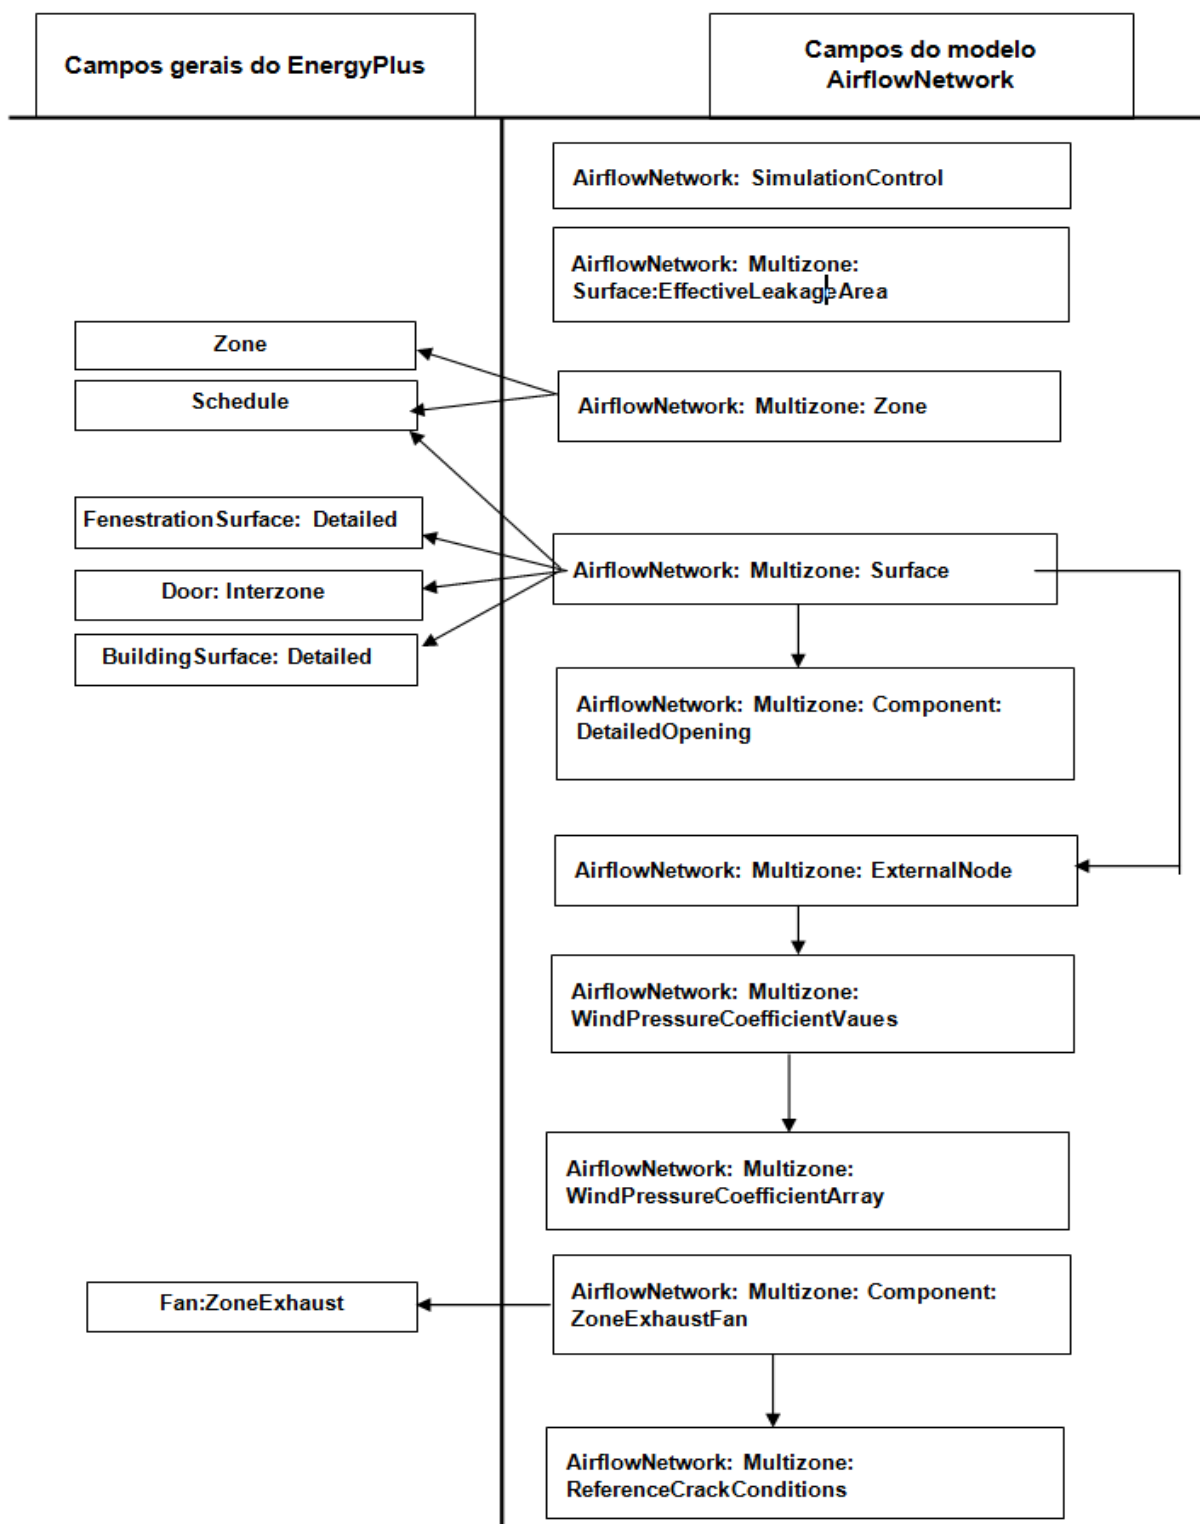 Campos gerais do EnergyPlus
Campos do modelo
AirflowNetwork
AirflowNetwork: SimulationControl
AirflowNetwork: Multizone:
Surface:EffectiveLeakageArea
Zone
Schedule
AirflowNetwork: Multizone: Zone
FenestrationSurface: Detailed
Door: Interzone
BuildingSurface: Detailed
AirflowNetwork: Multizone: Surface
AirflowNetwork: Multizone: Component:
DetailedOpening
AirflowNetwork: Multizone: ExternalNode
AirflowNetwork: Multizone:
WindPressureCoefficientVaues
AirflowNetwork: Multizone:
WindPressureCoefficientArray
Fan:ZoneExhaust
AirflowNetwork: Multizone: Component:
ZoneExhaustFan
AirflowNetwork: Multizone:
ReferenceCrackConditions